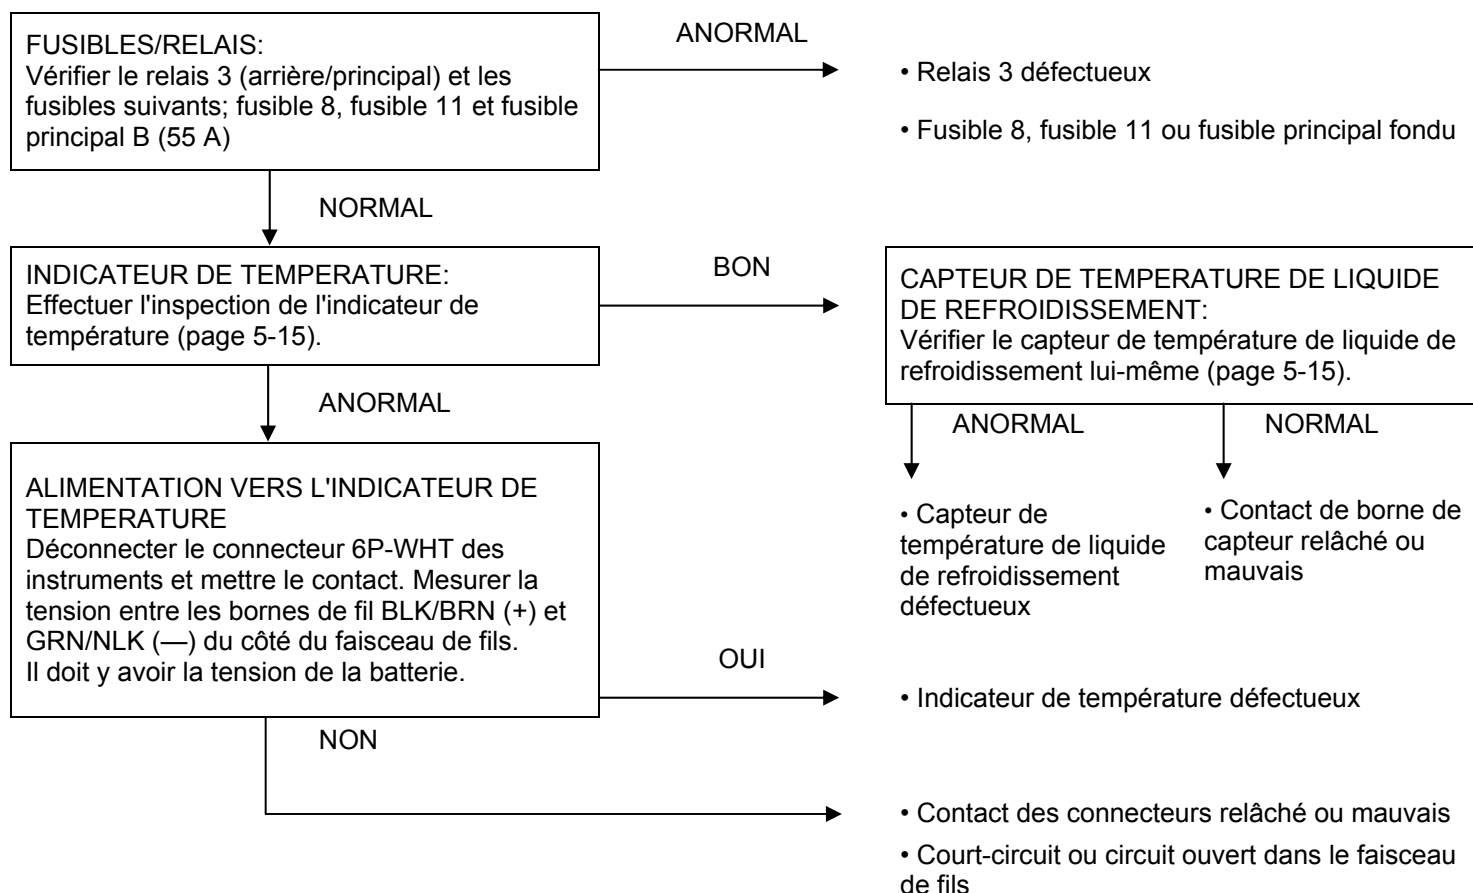 FUSIBLES/RELAIS:
Vérifier le relais 3 (arrière/principal) et les
fusibles suivants; fusible 8, fusible 11 et fusible
principal B (55 A)
ANORMAL
• Relais 3 défectueux
• Fusible 8, fusible 11 ou fusible principal fondu
NORMAL
INDICATEUR DE TEMPERATURE:
Effectuer l'inspection de l'indicateur de
température (page 5-15).
BON
CAPTEUR DE TEMPERATURE DE LIQUIDE
DE REFROIDISSEMENT:
Vérifier le capteur de température de liquide de
refroidissement lui-même (page 5-15).
ANORMAL
ANORMAL
NORMAL
• Capteur de
température de liquide
de refroidissement
défectueux
• Contact de borne de
capteur relâché ou
mauvais
ALIMENTATION VERS L'INDICATEUR DE
TEMPERATURE
Déconnecter le connecteur 6P-WHT des
instruments et mettre le contact. Mesurer la
tension entre les bornes de fil BLK/BRN (+) et
GRN/NLK (—) du côté du faisceau de fils.
Il doit y avoir la tension de la batterie.
OUI
• Indicateur de température défectueux
NON
• Contact des connecteurs relâché ou mauvais
• Court-circuit ou circuit ouvert dans le faisceau
de fils